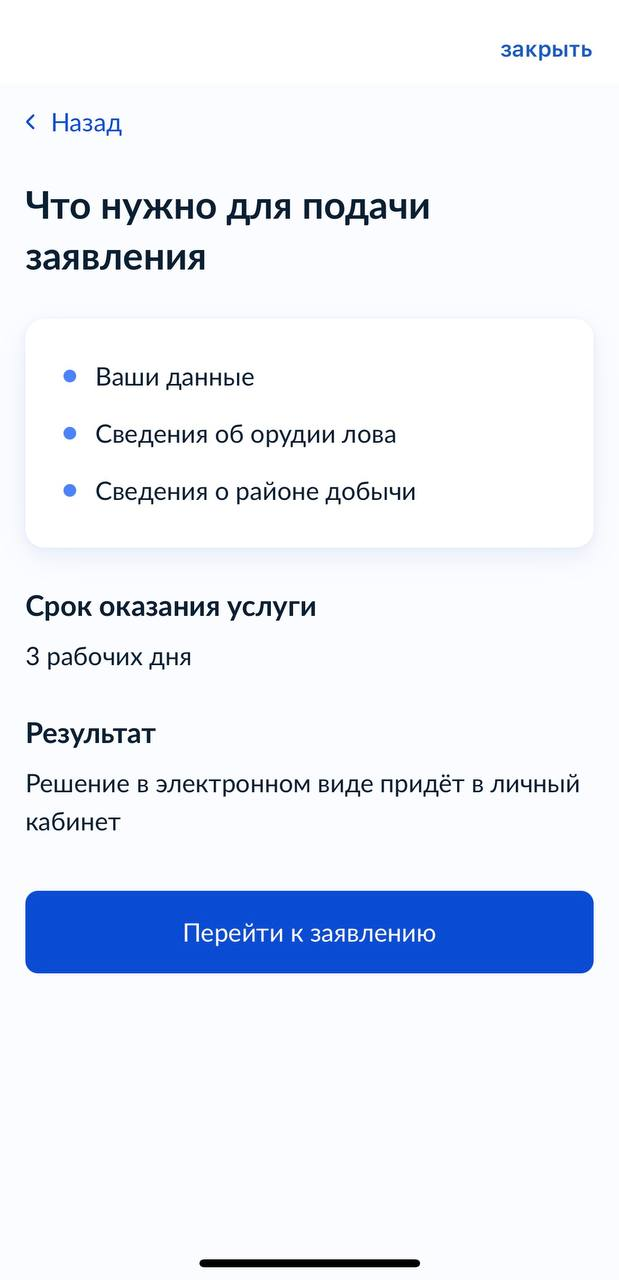 закрыть
Назад
Что нужно для подачи
заявления
Ваши данные
Сведения об орудии лова
Сведения о районе добычи
Срок оказания услуги
3 рабочих дня
Результат
Решение в электронном виде придёт в личный
кабинет
Перейти к заявлению